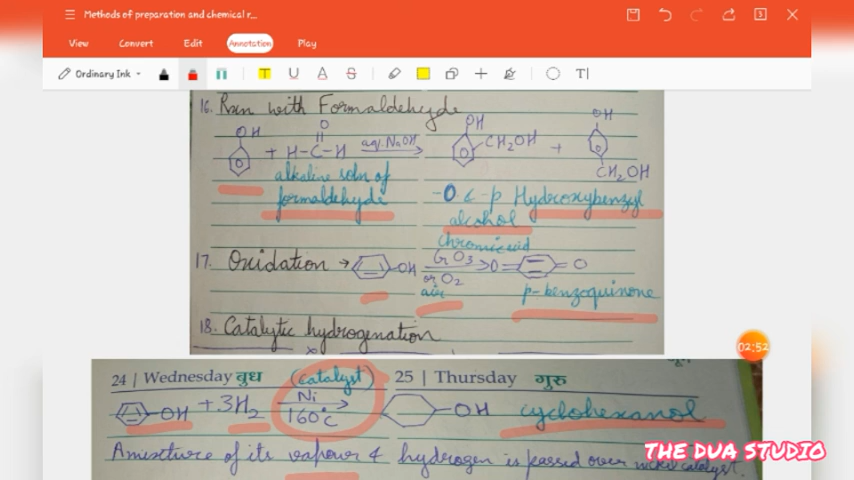 Methods of preparation and chemical r...
3
View Convert Edit Annotation Play
Ordinary Ink T U A S T|
16. Rxn with Formaldehyde
OH O OH OH
+ H-C-H aq. NaOH CH2OH +
CH2OH
alkaline soln of
formaldehyde
-O & -p Hydroxybenzyl
alcohol
chromic acid
17. Oxidation → OH CrO3 O= =O
or O2
air p-benzoquinone
18. Catalytic hydrogenation
02:52
24 | Wednesday बुध (catalyst) 25 | Thursday गुरु
OH + 3H2 Ni OH cyclohexanol
160°C
A mixture of its vapour & hydrogen is passed over nickel catalyst.
THE DUA STUDIO